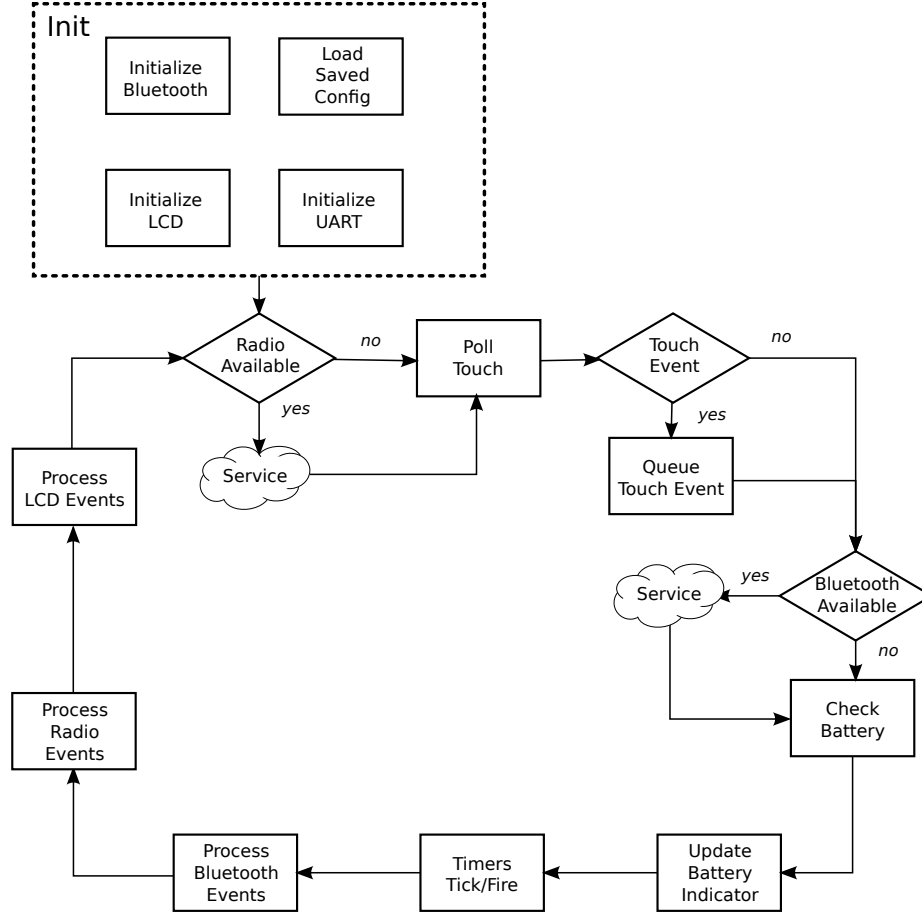 Init
Initialize
Bluetooth
Load
Saved
Config
Initialize
LCD
Initialize
UART
Radio
Available
no
yes
Poll
Touch
Touch
Event
no
yes
Service
Queue
Touch Event
Process
LCD Events
Bluetooth
Available
yes
no
Service
Check
Battery
Process
Radio
Events
Process
Bluetooth
Events
Timers
Tick/Fire
Update
Battery
Indicator